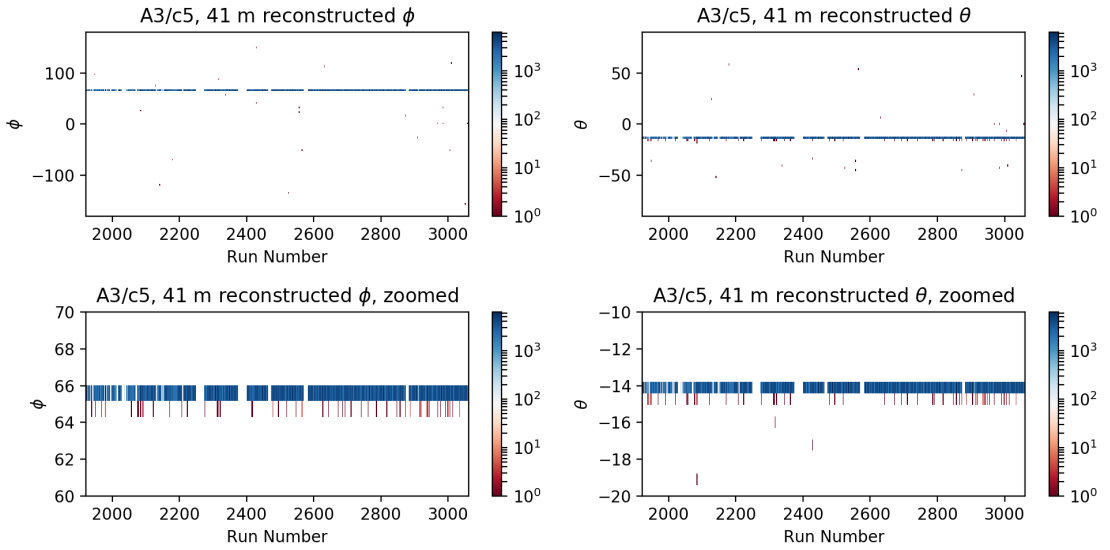 A3/c5, 41 m reconstructed ϕ
100
0
−100
ϕ
2000 2200 2400 2600 2800 3000
Run Number
10³
10²
10¹
10⁰
A3/c5, 41 m reconstructed θ
50
0
−50
θ
2000 2200 2400 2600 2800 3000
Run Number
10³
10²
10¹
10⁰
A3/c5, 41 m reconstructed ϕ, zoomed
70
68
66
64
62
60
ϕ
2000 2200 2400 2600 2800 3000
Run Number
10³
10²
10¹
10⁰
A3/c5, 41 m reconstructed θ, zoomed
−10
−12
−14
−16
−18
−20
θ
2000 2200 2400 2600 2800 3000
Run Number
10³
10²
10¹
10⁰